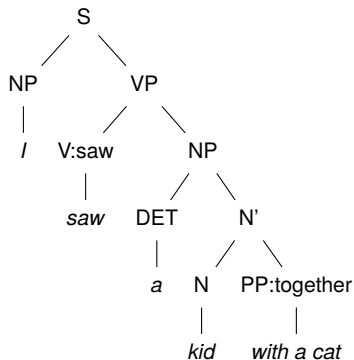 S
NP VP
I V:saw NP
saw DET N'
a N PP:together
kid with a cat